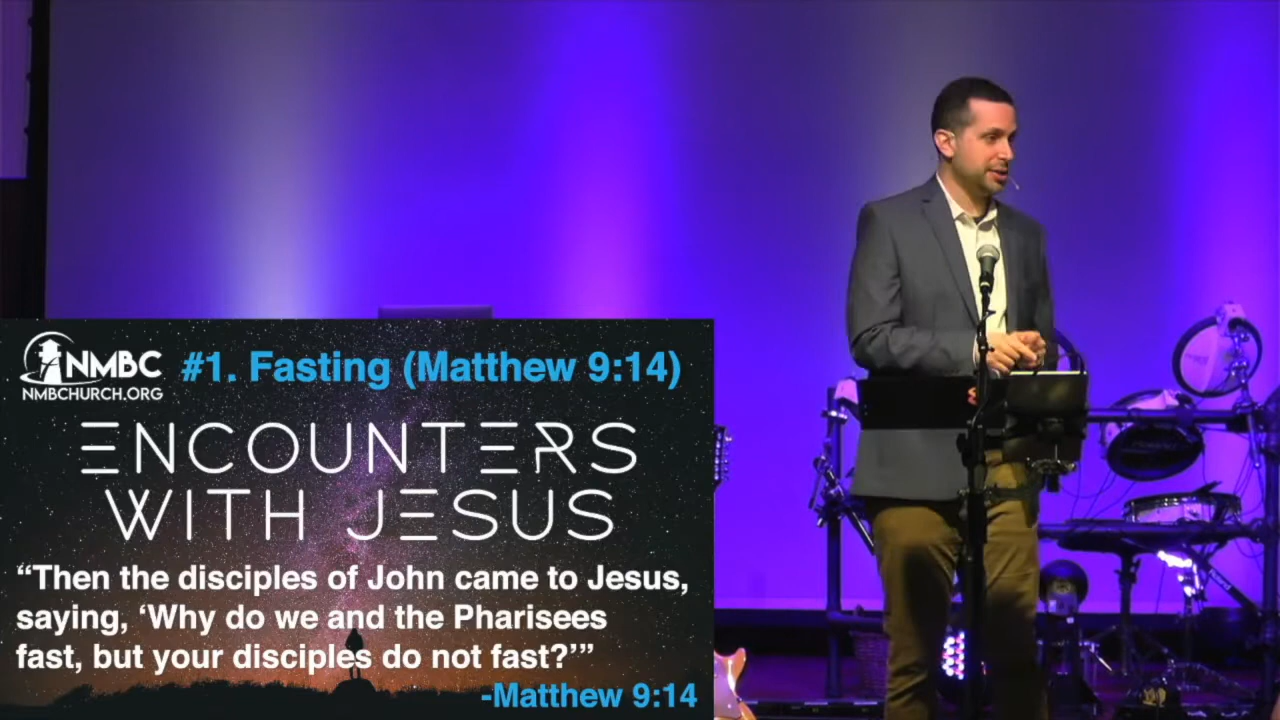 NMBC
NMBCHURCH.ORG
#1. Fasting (Matthew 9:14)
ENCOUNTERS
WITH JESUS
“Then the disciples of John came to Jesus,
saying, ‘Why do we and the Pharisees
fast, but your disciples do not fast?’”
-Matthew 9:14